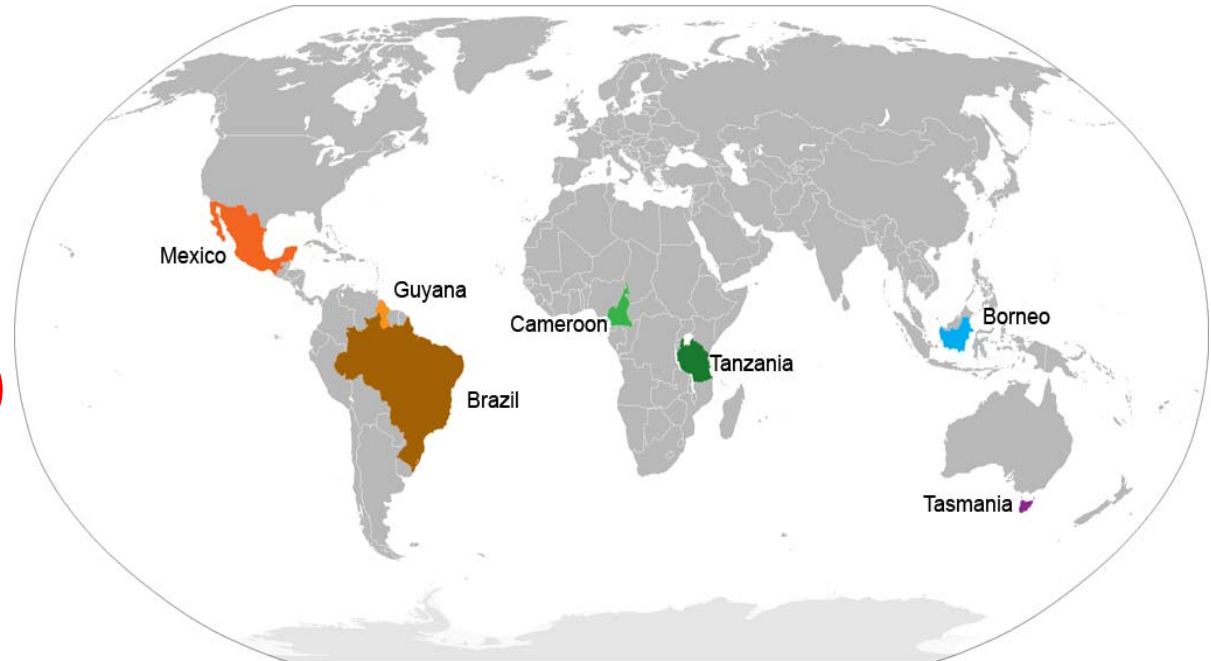 Mexico
Guyana
Cameroon
Borneo
Tanzania
Brazil
Tasmania